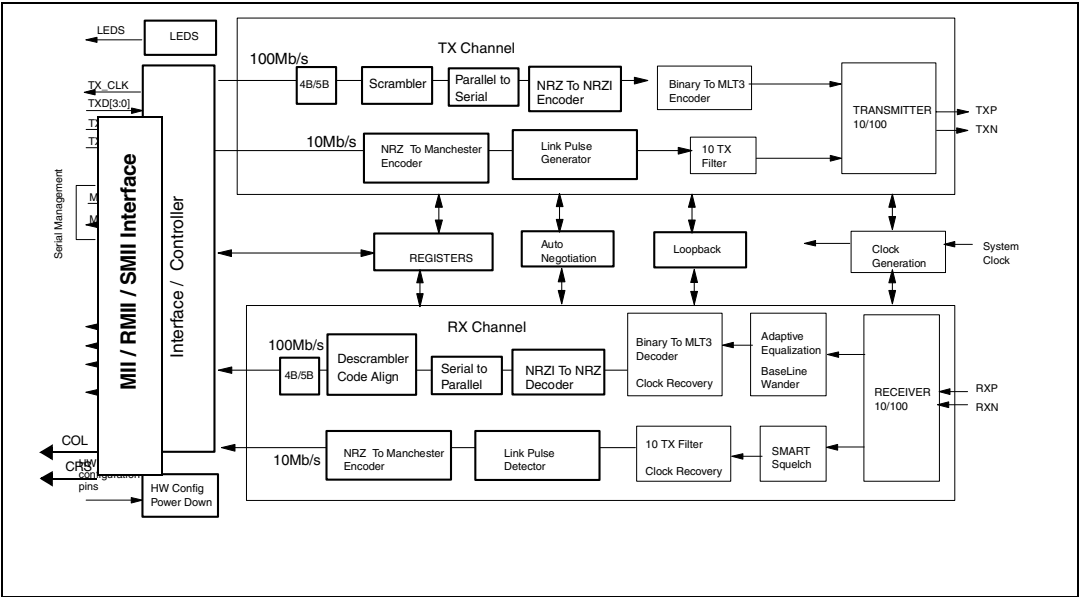 LEDS
LEDS
TX Channel
100Mb/s
4B/5B
Scrambler
Parallel to
Serial
NRZ To NRZI
Encoder
Binary To MLT3
Encoder
TRANSMITTER
10/100
TXP
TXN
TX_CLK
TXD[3:0]
10Mb/s
NRZ To Manchester
Encoder
Link Pulse
Generator
10 TX
Filter
Serial Management
MII / RMII / SMII Interface
Interface / Controller
REGISTERS
Auto
Negotiation
Loopback
Clock
Generation
System
Clock
RX Channel
100Mb/s
4B/5B
Descrambler
Code Align
Serial to
Parallel
NRZI To NRZ
Decoder
Binary To MLT3
Decoder
Clock Recovery
Adaptive
Equalization
BaseLine
Wander
RECEIVER
10/100
RXP
RXN
COL
CRS
HW
configuration
pins
10Mb/s
NRZ To Manchester
Encoder
Link Pulse
Detector
10 TX Filter
Clock Recovery
SMART
Squelch
HW Config
Power Down